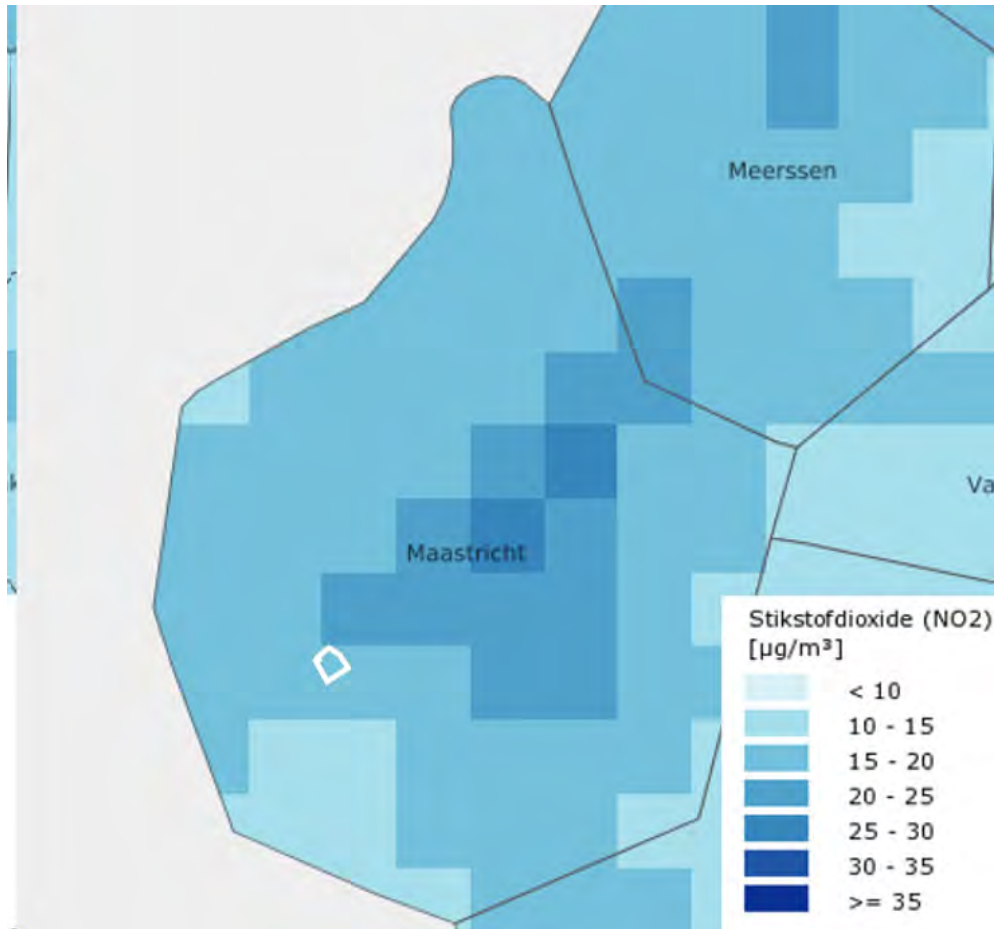 Meerssen
Va
Maastricht
Stikstofdioxide (NO2)
[µg/m³]
< 10
10 - 15
15 - 20
20 - 25
25 - 30
30 - 35
>= 35